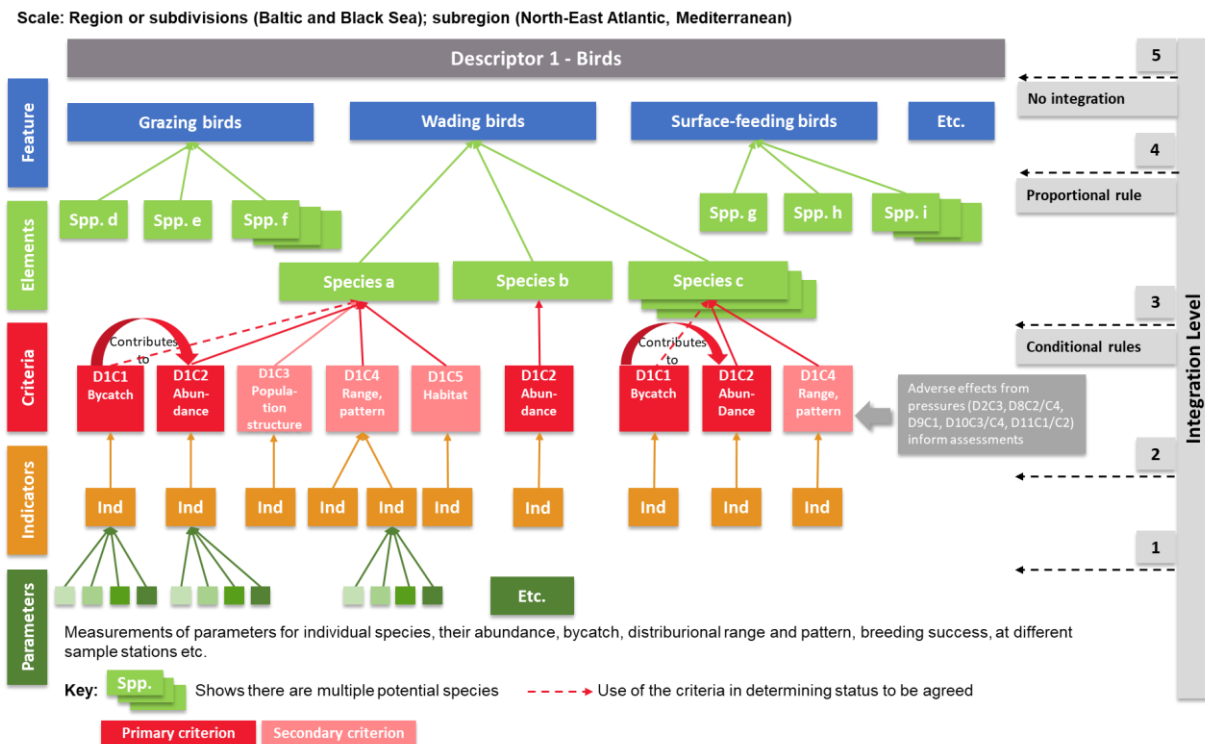 Scale: Region or subdivisions (Baltic and Black Sea); subregion (North-East Atlantic, Mediterranean)
Descriptor 1 - Birds
5
No integration
Feature
Grazing birds
Wading birds
Surface-feeding birds
Etc.
4
Proportional rule
Elements
Spp. d
Spp. e
Spp. f
Spp. g
Spp. h
Spp. i
Species a
Species b
Species c
3
Conditional rules
Integration Level
Criteria
Contributes
to
Contributes
to
D1C1
Bycatch
D1C2
Abun-
dance
D1C3
Popula-
tion
structure
D1C4
Range,
pattern
D1C5
Habitat
D1C2
Abun-
dance
D1C1
Bycatch
D1C2
Abun-
Dance
D1C4
Range,
pattern
Adverse effects from
pressures (D2C3, D8C2/C4,
D9C1, D10C3/C4, D11C1/C2)
inform assessments
2
Indicators
Ind
Ind
Ind
Ind
Ind
Ind
Ind
Ind
Ind
Ind
1
Parameters
Etc.
Measurements of parameters for individual species, their abundance, bycatch, distriburional range and pattern, breeding success, at different
sample stations etc.
Key:
Spp.
Shows there are multiple potential species
Use of the criteria in determining status to be agreed
Primary criterion
Secondary criterion